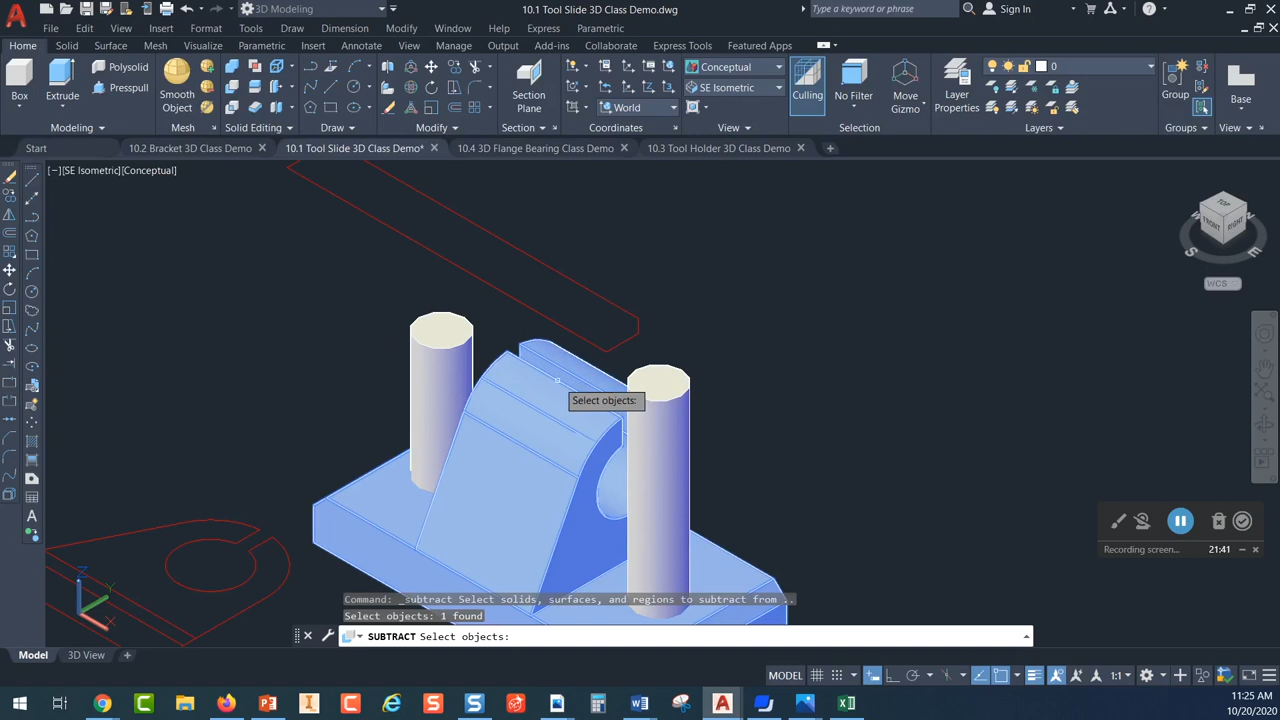 3D Modeling
10.1 Tool Slide 3D Class Demo.dwg
Type a keyword or phrase
Sign In
File Edit View Insert Format Tools Draw Dimension Modify Window Help Express Parametric
Home Solid Surface Mesh Visualize Parametric Insert Annotate View Manage Output Add-ins Collaborate Express Tools Featured Apps
Polysolid
Presspull
Box
Extrude
Smooth
Object
Section
Plane
World
Conceptual
SE Isometric
Culling
No Filter
Move
Gizmo
Layer
Properties
0
Group
Base
Modeling
Mesh
Solid Editing
Draw
Modify
Section
Coordinates
View
Selection
Layers
Groups
View
Start
10.2 Bracket 3D Class Demo
10.1 Tool Slide 3D Class Demo*
10.4 3D Flange Bearing Class Demo
10.3 Tool Holder 3D Class Demo
[−][SE Isometric][Conceptual]
TOP
FRONT
RIGHT
S
E
WCS
Select objects:
Recording screen...
21:41
Z
Y
X
Command: _subtract Select solids, surfaces, and regions to subtract from ..
Select objects: 1 found
SUBTRACT Select objects:
Model
3D View
MODEL
1:1
11:25 AM
10/20/2020